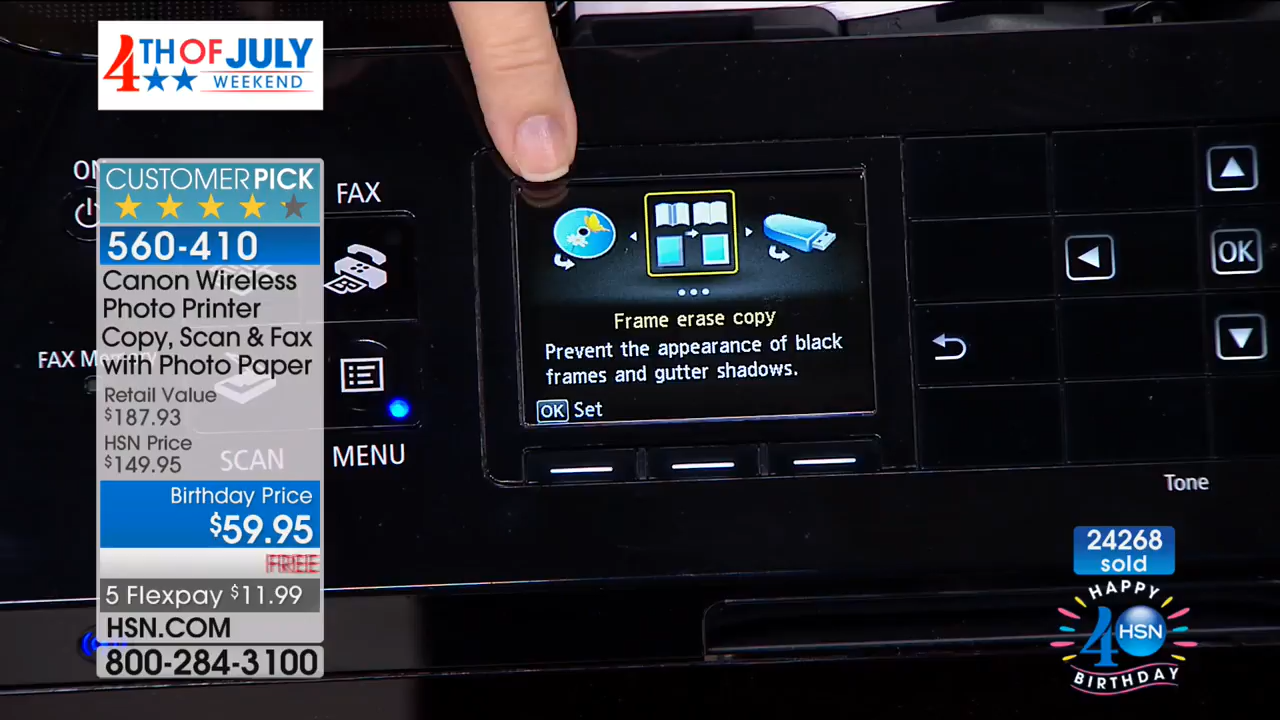 4TH OF JULY
WEEKEND
CUSTOMER PICK
560-410
Canon Wireless
Photo Printer
Copy, Scan & Fax
with Photo Paper
Retail Value
$187.93
HSN Price
$149.95
Birthday Price
$59.95
FREE
5 Flexpay $11.99
HSN.COM
800-284-3100
ON
FAX
FAX
SCAN
MENU
Frame erase copy
Prevent the appearance of black
frames and gutter shadows.
OK Set
OK
Tone
24268
sold
HAPPY
40
HSN
BIRTHDAY